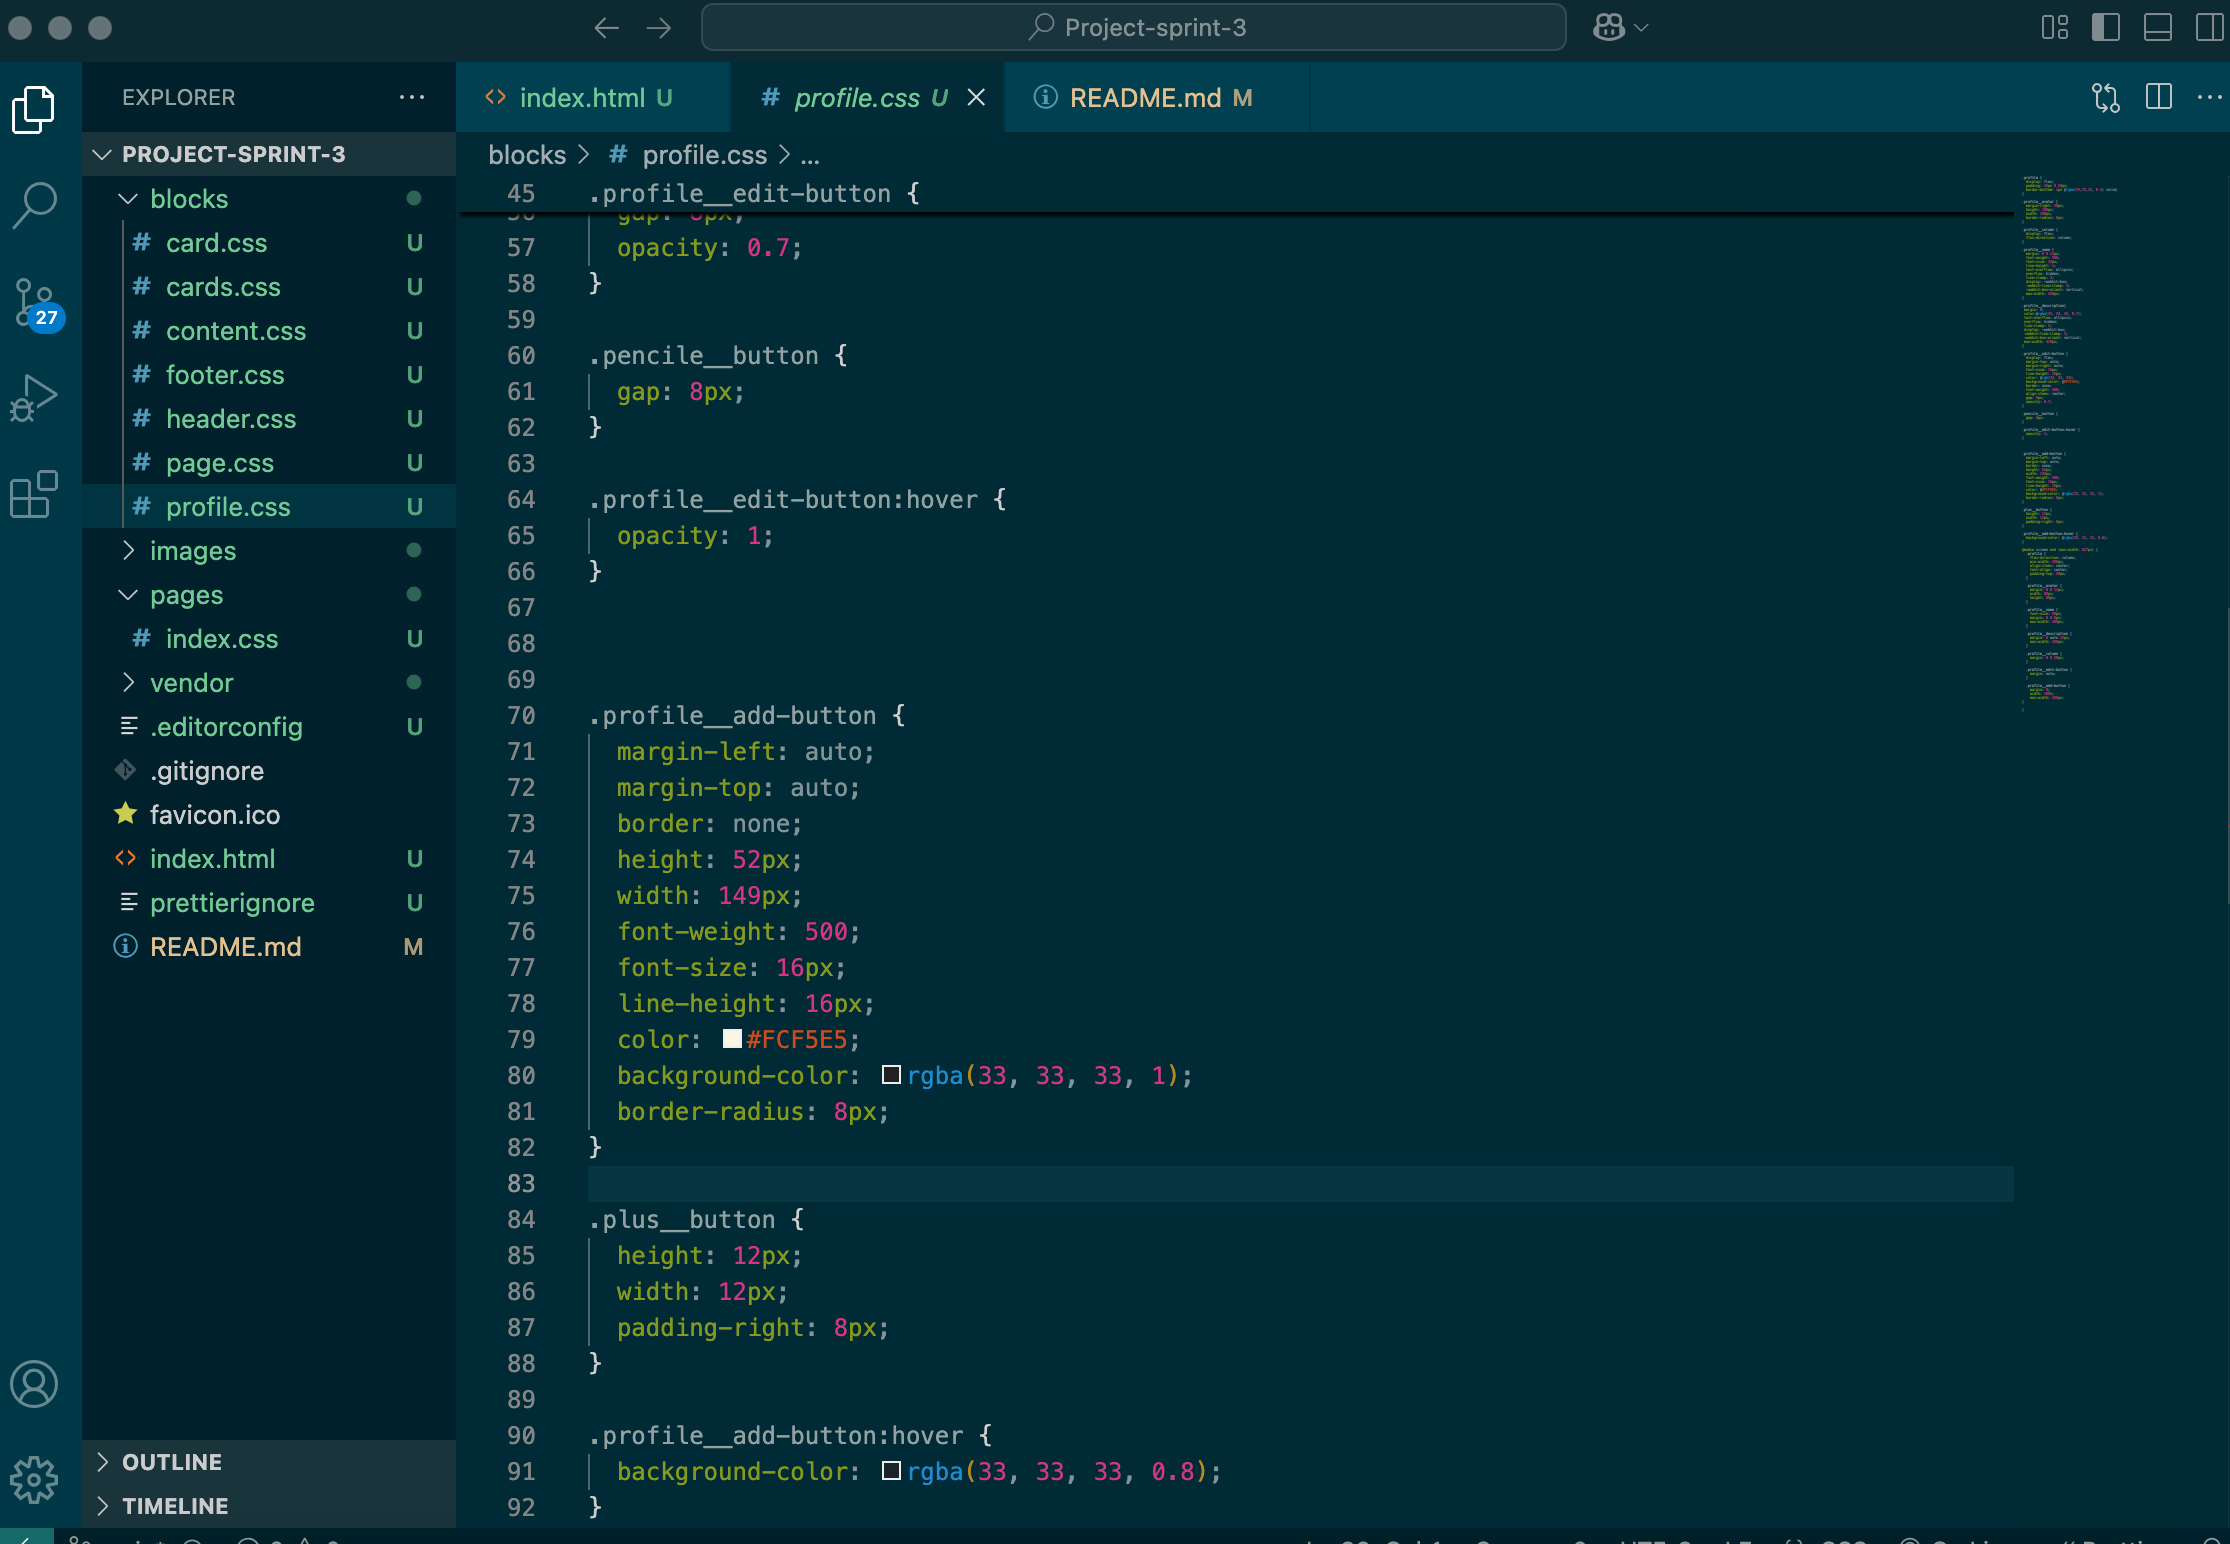 Project-sprint-3
EXPLORER
index.html U
profile.css U
README.md M
PROJECT-SPRINT-3
blocks
card.css U
cards.css U
content.css U
footer.css U
header.css U
page.css U
profile.css U
images
pages
index.css U
vendor
.editorconfig U
.gitignore
favicon.ico
index.html U
prettierignore U
README.md M
OUTLINE
TIMELINE
27
blocks > # profile.css > ...
45 .profile__edit-button {
56 gap: 8px;
57 opacity: 0.7;
58 }
59
60 .pencile__button {
61 gap: 8px;
62 }
63
64 .profile__edit-button:hover {
65 opacity: 1;
66 }
67
68
69
70 .profile__add-button {
71 margin-left: auto;
72 margin-top: auto;
73 border: none;
74 height: 52px;
75 width: 149px;
76 font-weight: 500;
77 font-size: 16px;
78 line-height: 16px;
79 color: #FCF5E5;
80 background-color: rgba(33, 33, 33, 1);
81 border-radius: 8px;
82 }
83
84 .plus__button {
85 height: 12px;
86 width: 12px;
87 padding-right: 8px;
88 }
89
90 .profile__add-button:hover {
91 background-color: rgba(33, 33, 33, 0.8);
92 }